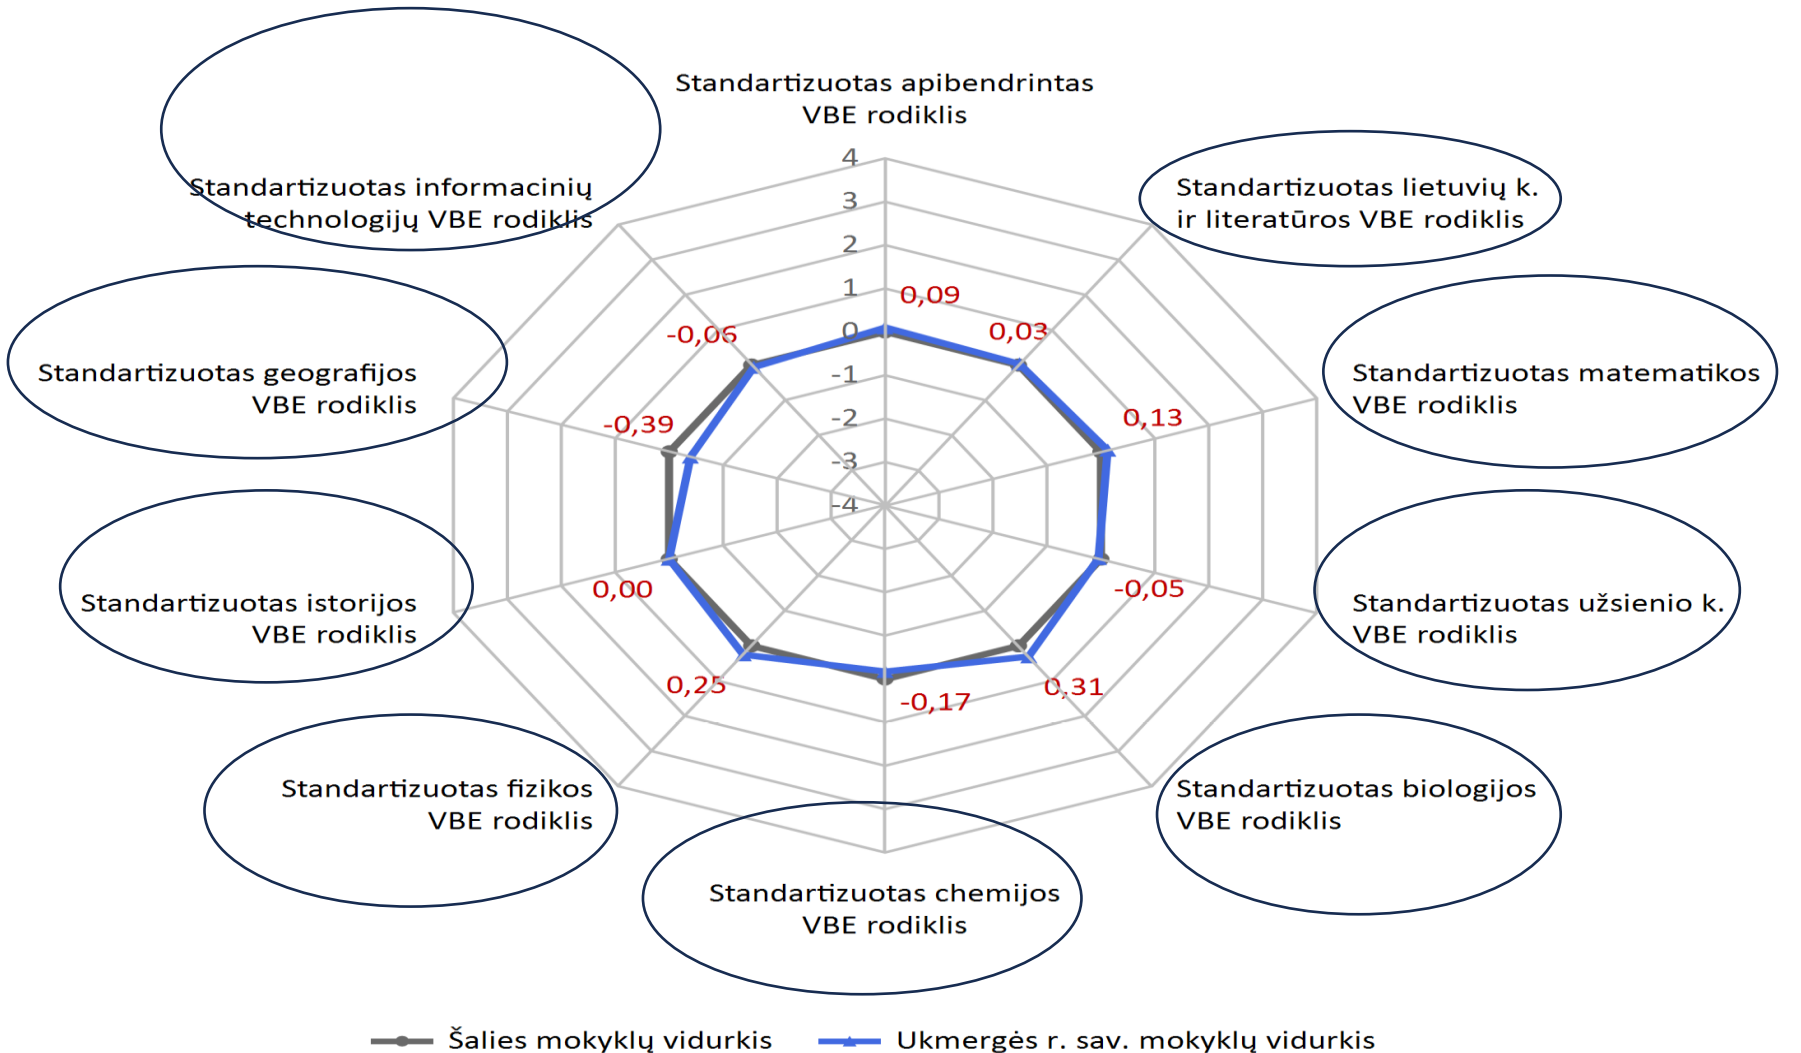 Standartizuotas apibendrintas
VBE rodiklis
Standartizuotas informacinių
technologijų VBE rodiklis
Standartizuotas lietuvių k.
ir literatūros VBE rodiklis
Standartizuotas geografijos
VBE rodiklis
Standartizuotas matematikos
VBE rodiklis
Standartizuotas istorijos
VBE rodiklis
Standartizuotas užsienio k.
VBE rodiklis
Standartizuotas fizikos
VBE rodiklis
Standartizuotas biologijos
VBE rodiklis
Standartizuotas chemijos
VBE rodiklis
4
3
2
1
0
-1
-2
-3
-4
0,09
0,03
0,13
-0,05
0,31
-0,17
0,25
0,00
-0,39
-0,06
Šalies mokyklų vidurkis
Ukmergės r. sav. mokyklų vidurkis